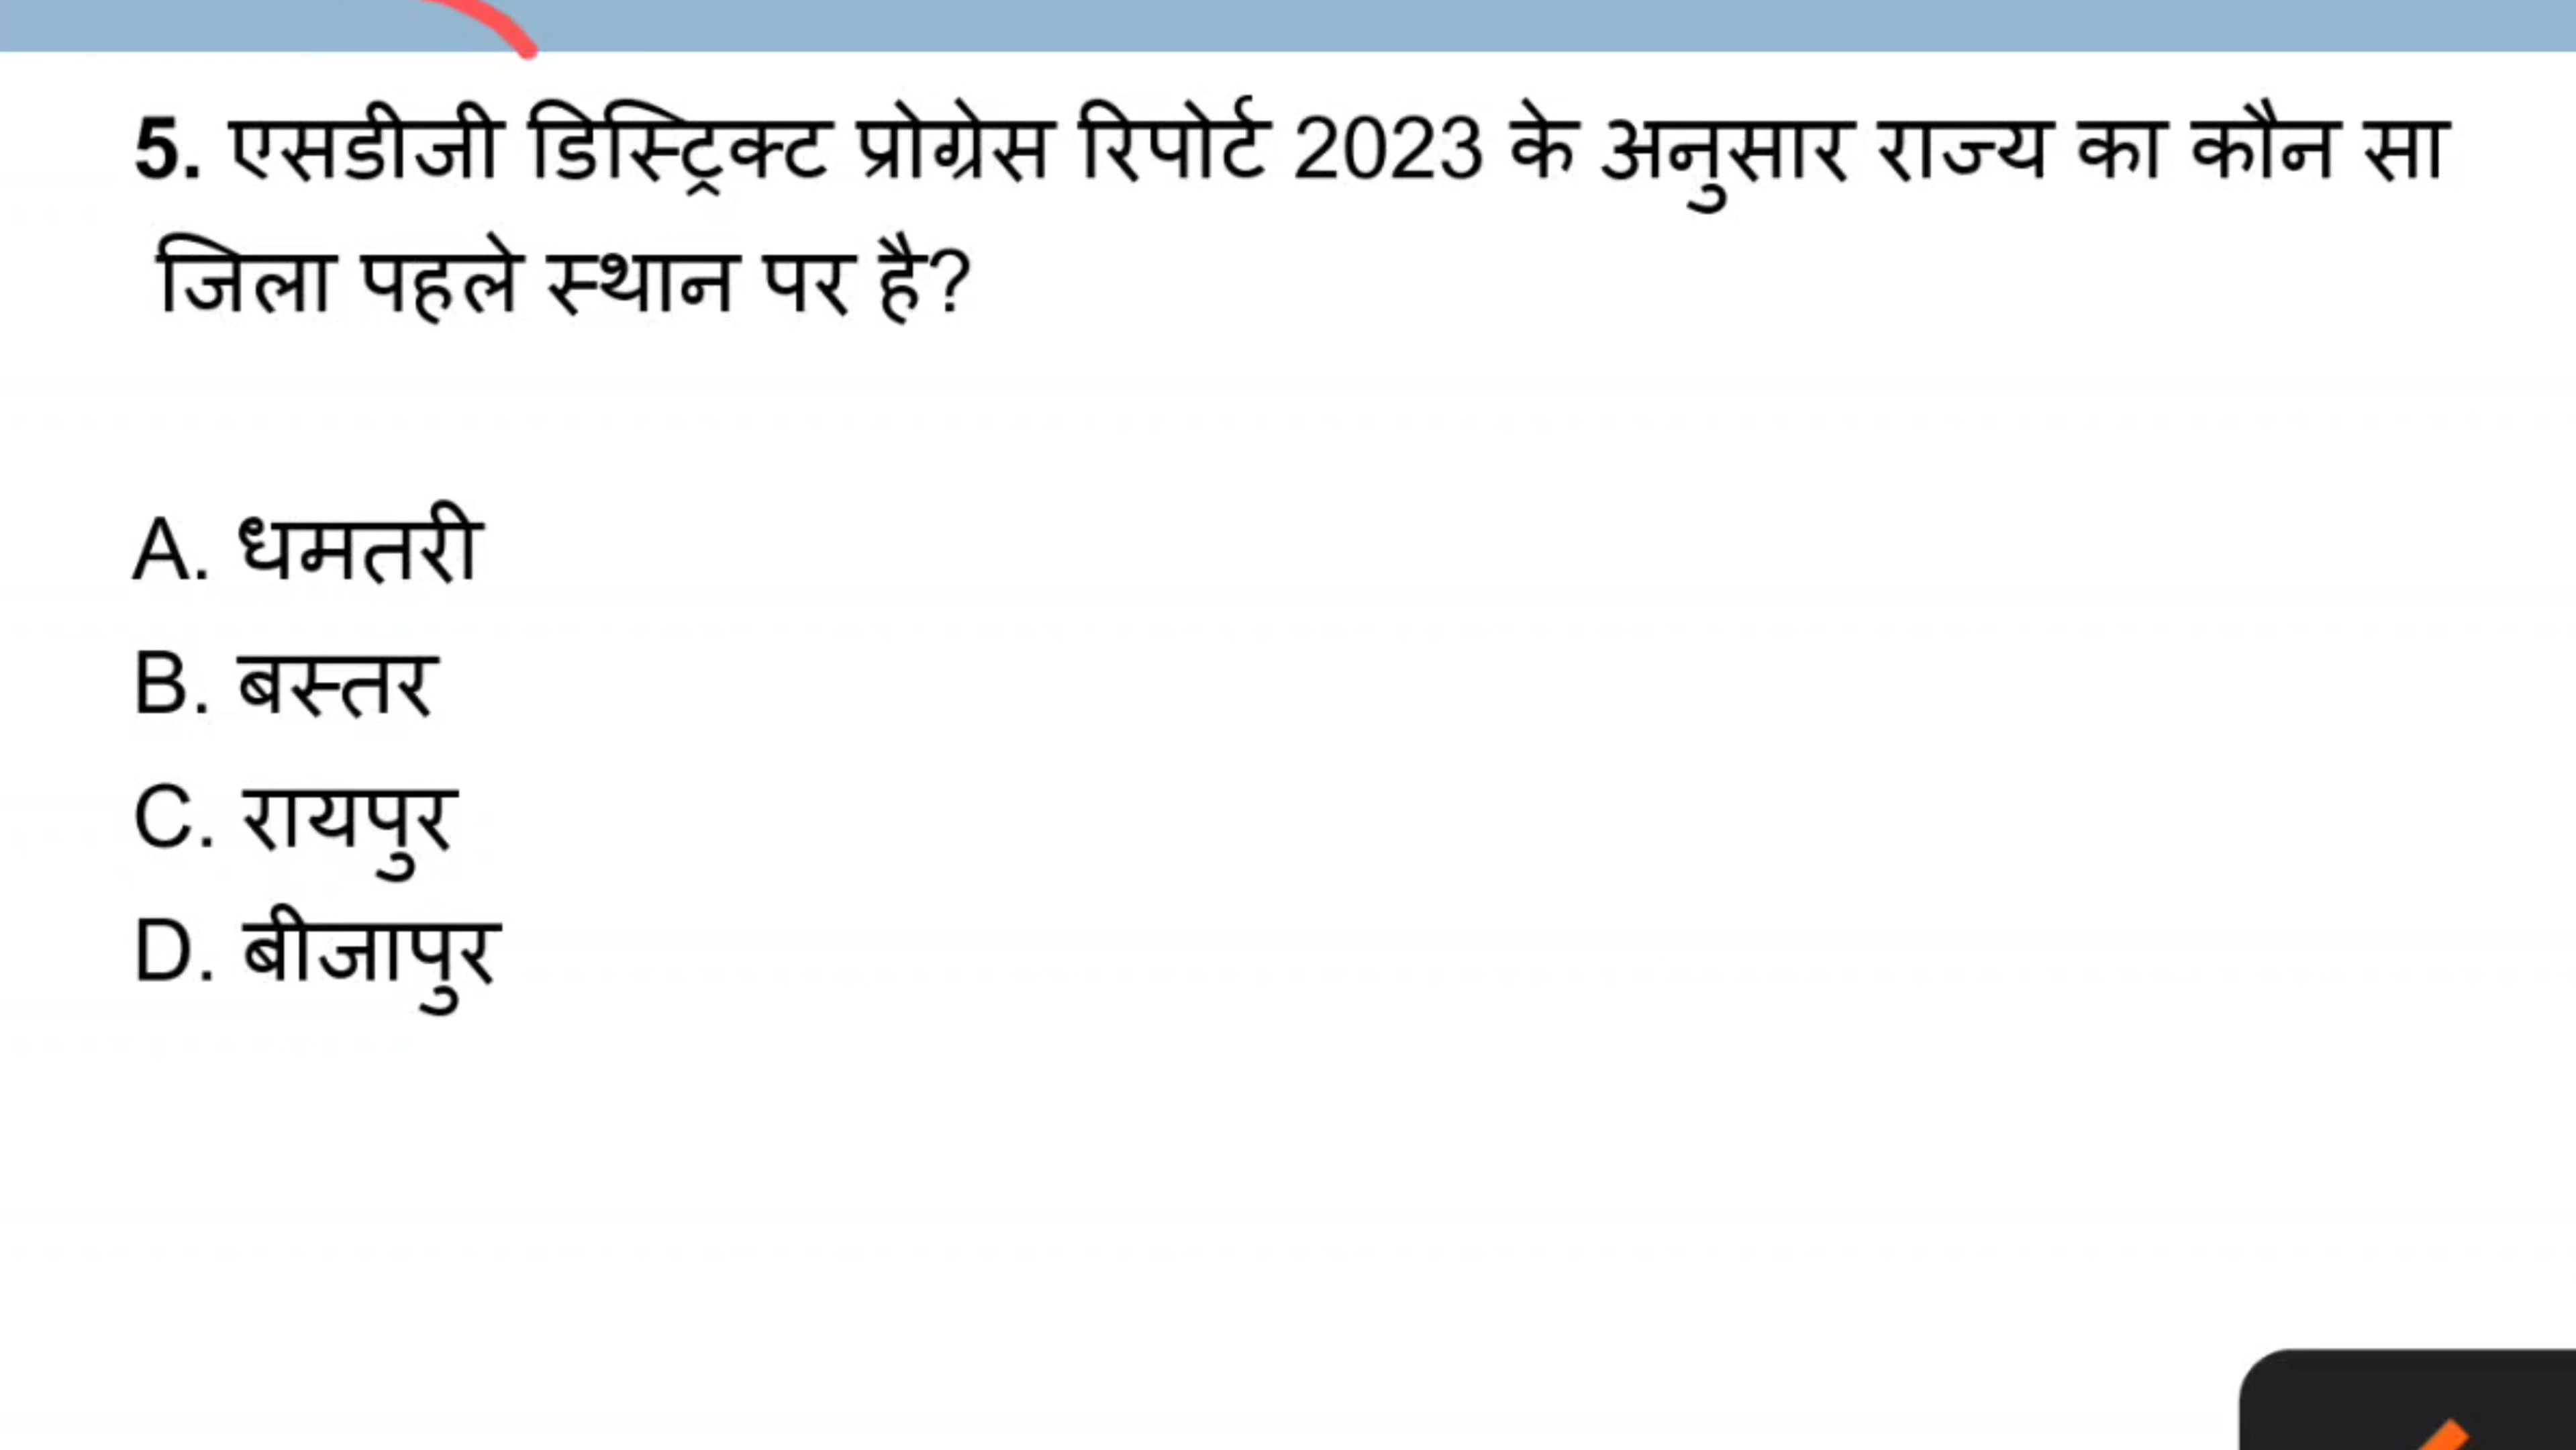 5. एसडीजी डिस्ट्रिक्ट प्रोग्रेस रिपोर्ट 2023 के अनुसार राज्य का कौन सा
जिला पहले स्थान पर है?
A. धमतरी
B. बस्तर
C. रायपुर
D. बीजापुर